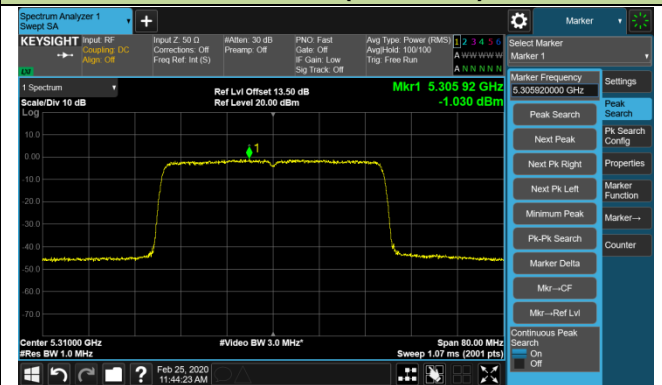 Spectrum Analyzer 1
Swept SA
Marker
KEYSIGHT
Input: RF
Coupling: DC
Align: Off
Input Z: 50 Ω
Corrections: Off
Freq Ref: Int (S)
#Atten: 30 dB
Preamp: Off
PNO: Fast
Gate: Off
IF Gain: Low
Sig Track: Off
Avg Type: Power (RMS)
Avg|Hold: 100/100
Trig: Free Run
1 2 3 4 5 6
A W W W W W
A N N N N N
Select Marker
Marker 1
1 Spectrum
Scale/Div 10 dB
Log
Ref Lvl Offset 13.50 dB
Ref Level 20.00 dBm
Mkr1 5.305 92 GHz
-1.030 dBm
10.0
0.00
-10.0
-20.0
-30.0
-40.0
-50.0
-60.0
-70.0
1
Center 5.31000 GHz
#Res BW 1.0 MHz
#Video BW 3.0 MHz*
Span 80.00 MHz
Sweep 1.07 ms (2001 pts)
Marker Frequency
5.305920000 GHz
Peak Search
Next Peak
Next Pk Right
Next Pk Left
Minimum Peak
Pk-Pk Search
Marker Delta
Mkr→CF
Mkr→Ref Lvl
Continuous Peak
Search
On
Off
Settings
Peak
Search
Pk Search
Config
Properties
Marker
Function
Marker→
Counter
Feb 25, 2020
11:44:23 AM